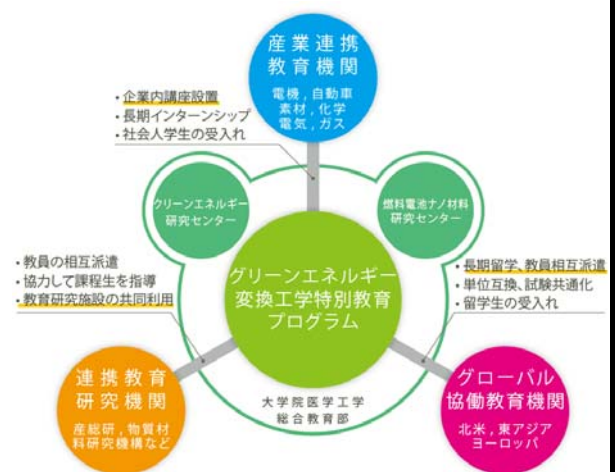 産業連携
教育機関
電機,自動車
素材,化学
電気,ガス
・企業内講座設置
・長期インターンシップ
・社会人学生の受入れ
クリーンエネルギー
研究センター
燃料電池ナノ材料
研究センター
・教員の相互派遣
・協力して課程生を指導
・教育研究施設の共同利用
グリーンエネルギー
変換工学特別教育
プログラム
・長期留学、教員相互派遣
・単位互換、試験共通化
・留学生の受入れ
連携教育
研究機関
産総研,物質材
料研究機構など
大学院医学工学
総合教育部
グローバル
協働教育機関
北米,東アジア
ヨーロッパ